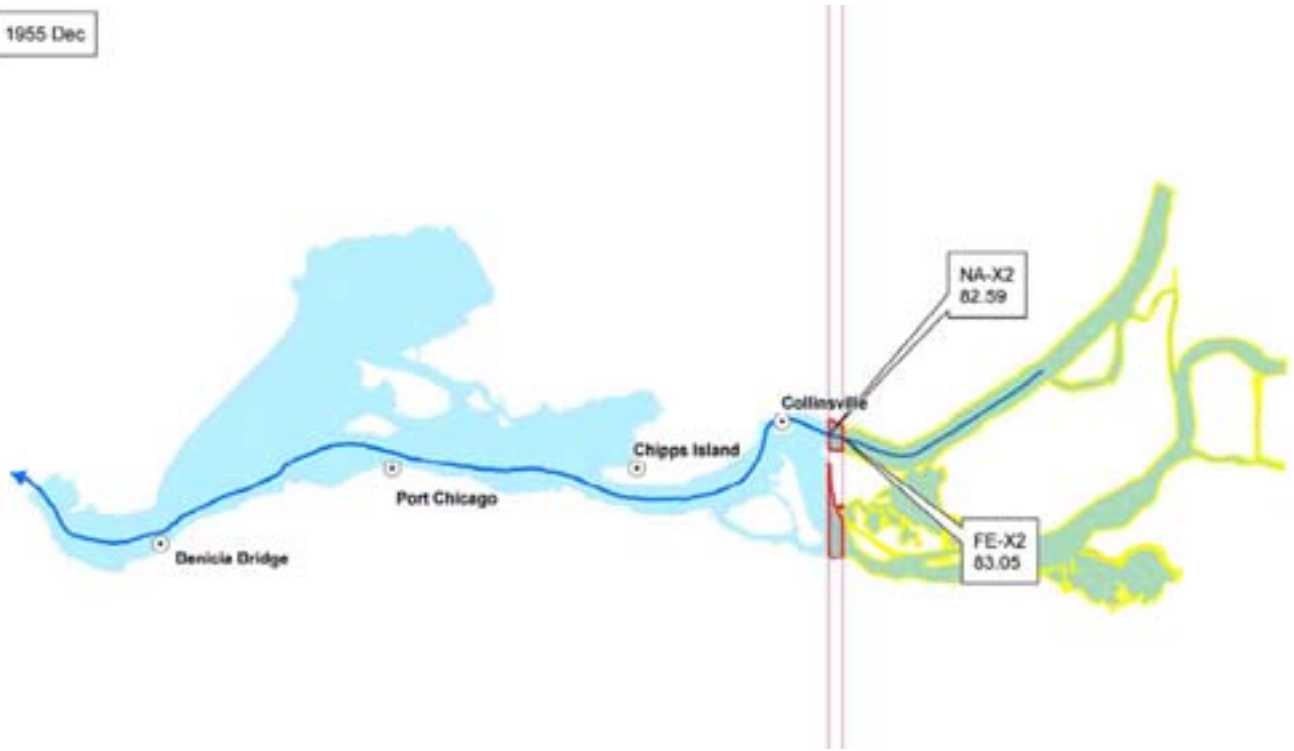 1955 Dec
NA-X2
82.59
Collinsville
Chipps Island
Port Chicago
Benicia Bridge
FE-X2
83.05